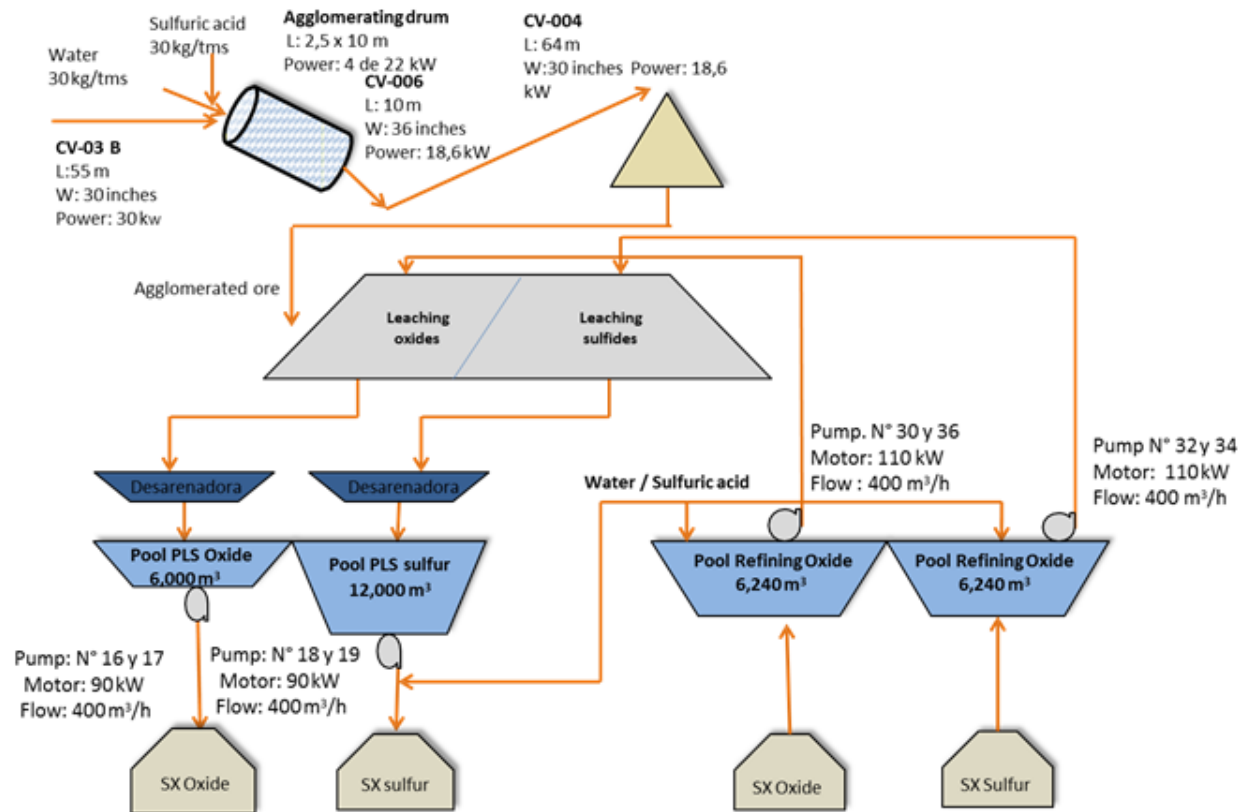 Sulfuric acid
30 kg/tms
Water
30 kg/tms
Agglomerating drum
L: 2,5 x 10 m
Power: 4 de 22 kW
CV-006
L: 10 m
W: 36 inches
Power: 18,6 kW
CV-004
L: 64 m
W:30 inches Power: 18,6
kW
CV-03 B
L:55 m
W: 30 inches
Power: 30 kw
Agglomerated ore
Leaching
oxides
Leaching
sulfides
Desarenadora
Desarenadora
Water / Sulfuric acid
Pump. N° 30 y 36
Motor: 110 kW
Flow : 400 m³/h
Pump N° 32 y 34
Motor: 110 kW
Flow: 400 m³/h
Pool PLS Oxide
6,000 m³
Pool PLS sulfur
12,000 m³
Pool Refining Oxide
6,240 m³
Pool Refining Oxide
6,240 m³
Pump: N° 16 y 17
Motor: 90 kW
Flow: 400 m³/h
Pump: N° 18 y 19
Motor: 90 kW
Flow: 400 m³/h
SX Oxide
SX sulfur
SX Oxide
SX Sulfur